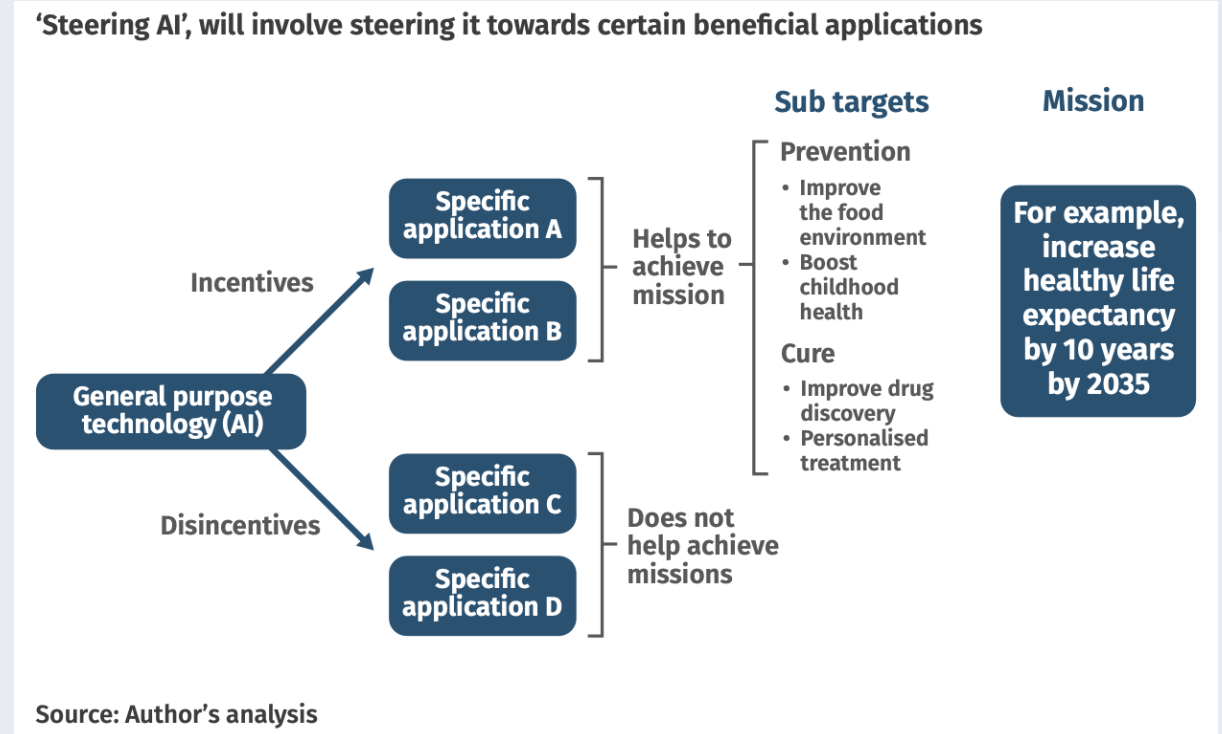 ‘Steering AI’, will involve steering it towards certain beneficial applications
Sub targets
Mission
General purpose
technology (AI)
Incentives
Disincentives
Specific
application A
Specific
application B
Helps to
achieve
mission
Prevention
• Improve
the food
environment
• Boost
childhood
health
Cure
• Improve drug
discovery
• Personalised
treatment
For example,
increase
healthy life
expectancy
by 10 years
by 2035
Specific
application C
Specific
application D
Does not
help achieve
missions
Source: Author’s analysis